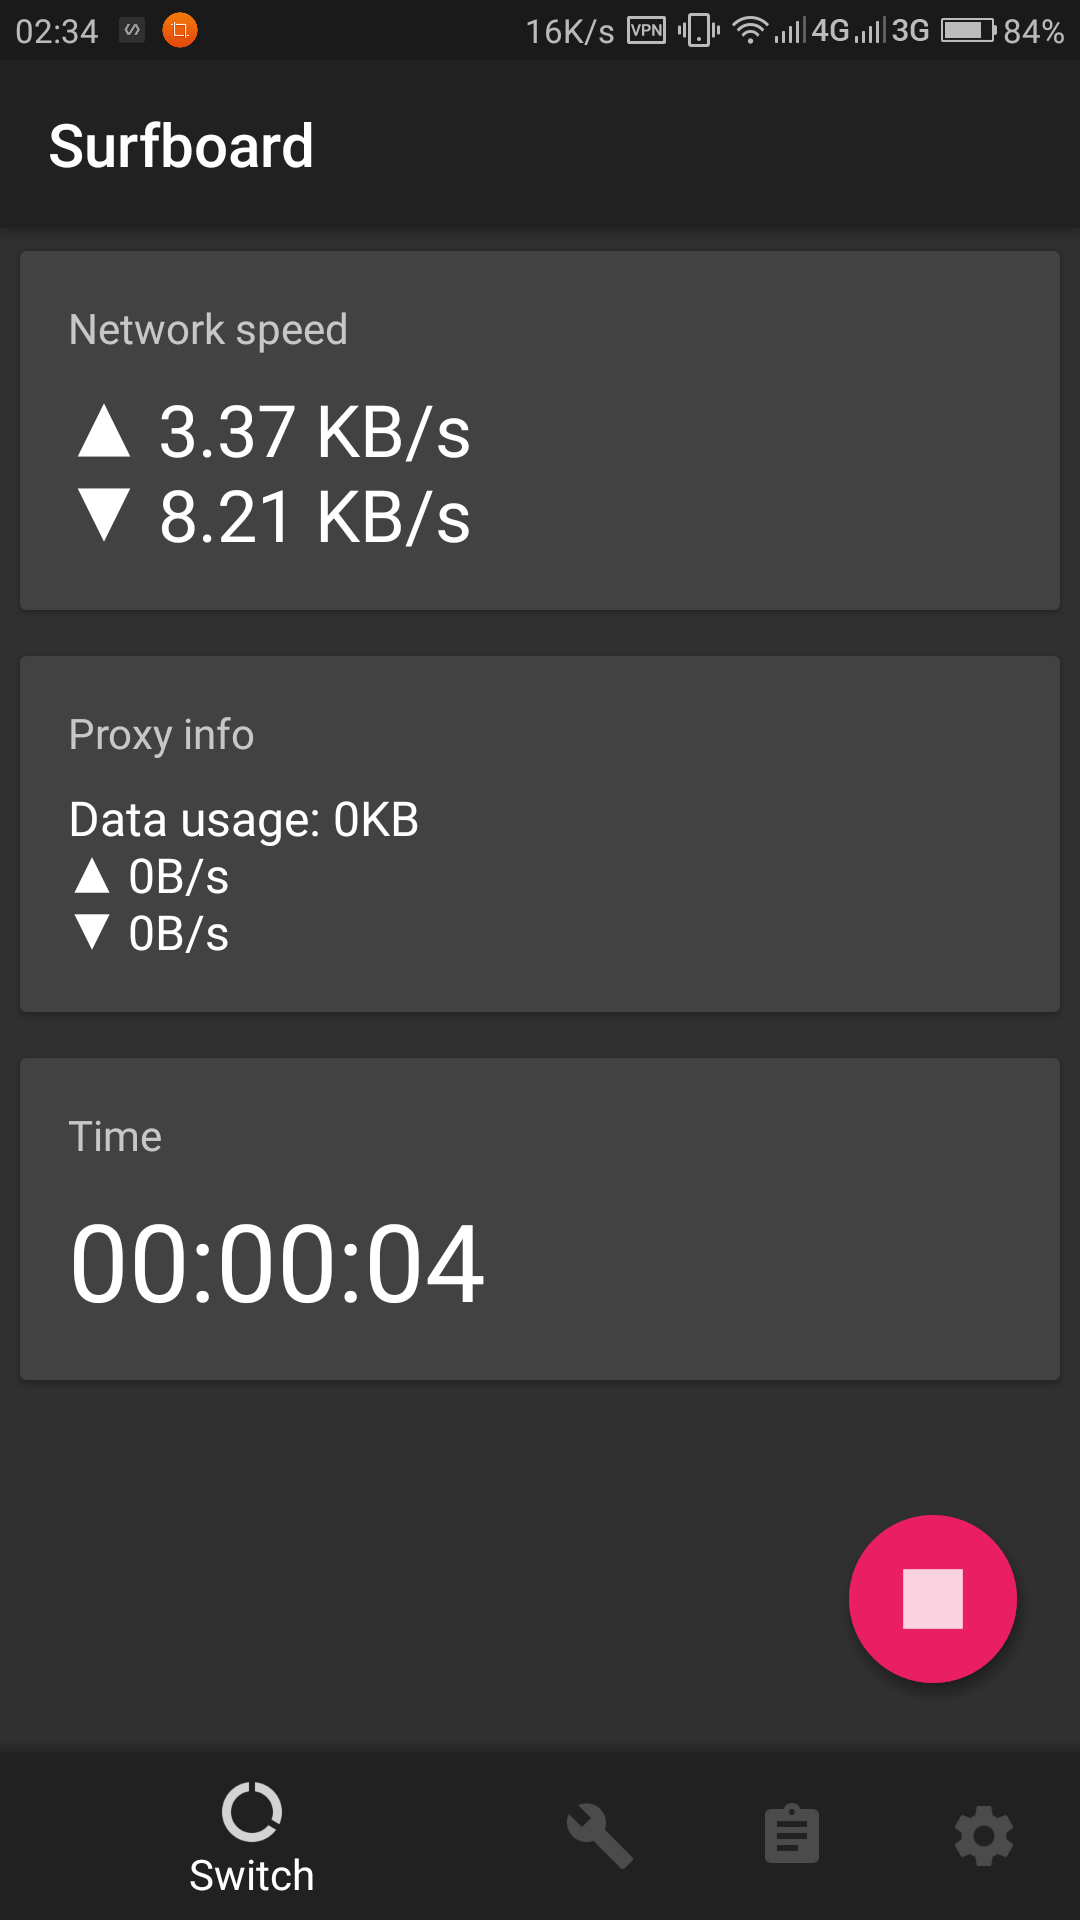 02:34 16K/s VPN 4G 3G 84%
Surfboard
Network speed
▲ 3.37 KB/s
▼ 8.21 KB/s
Proxy info
Data usage: 0KB
▲ 0B/s
▼ 0B/s
Time
00:00:04
Switch